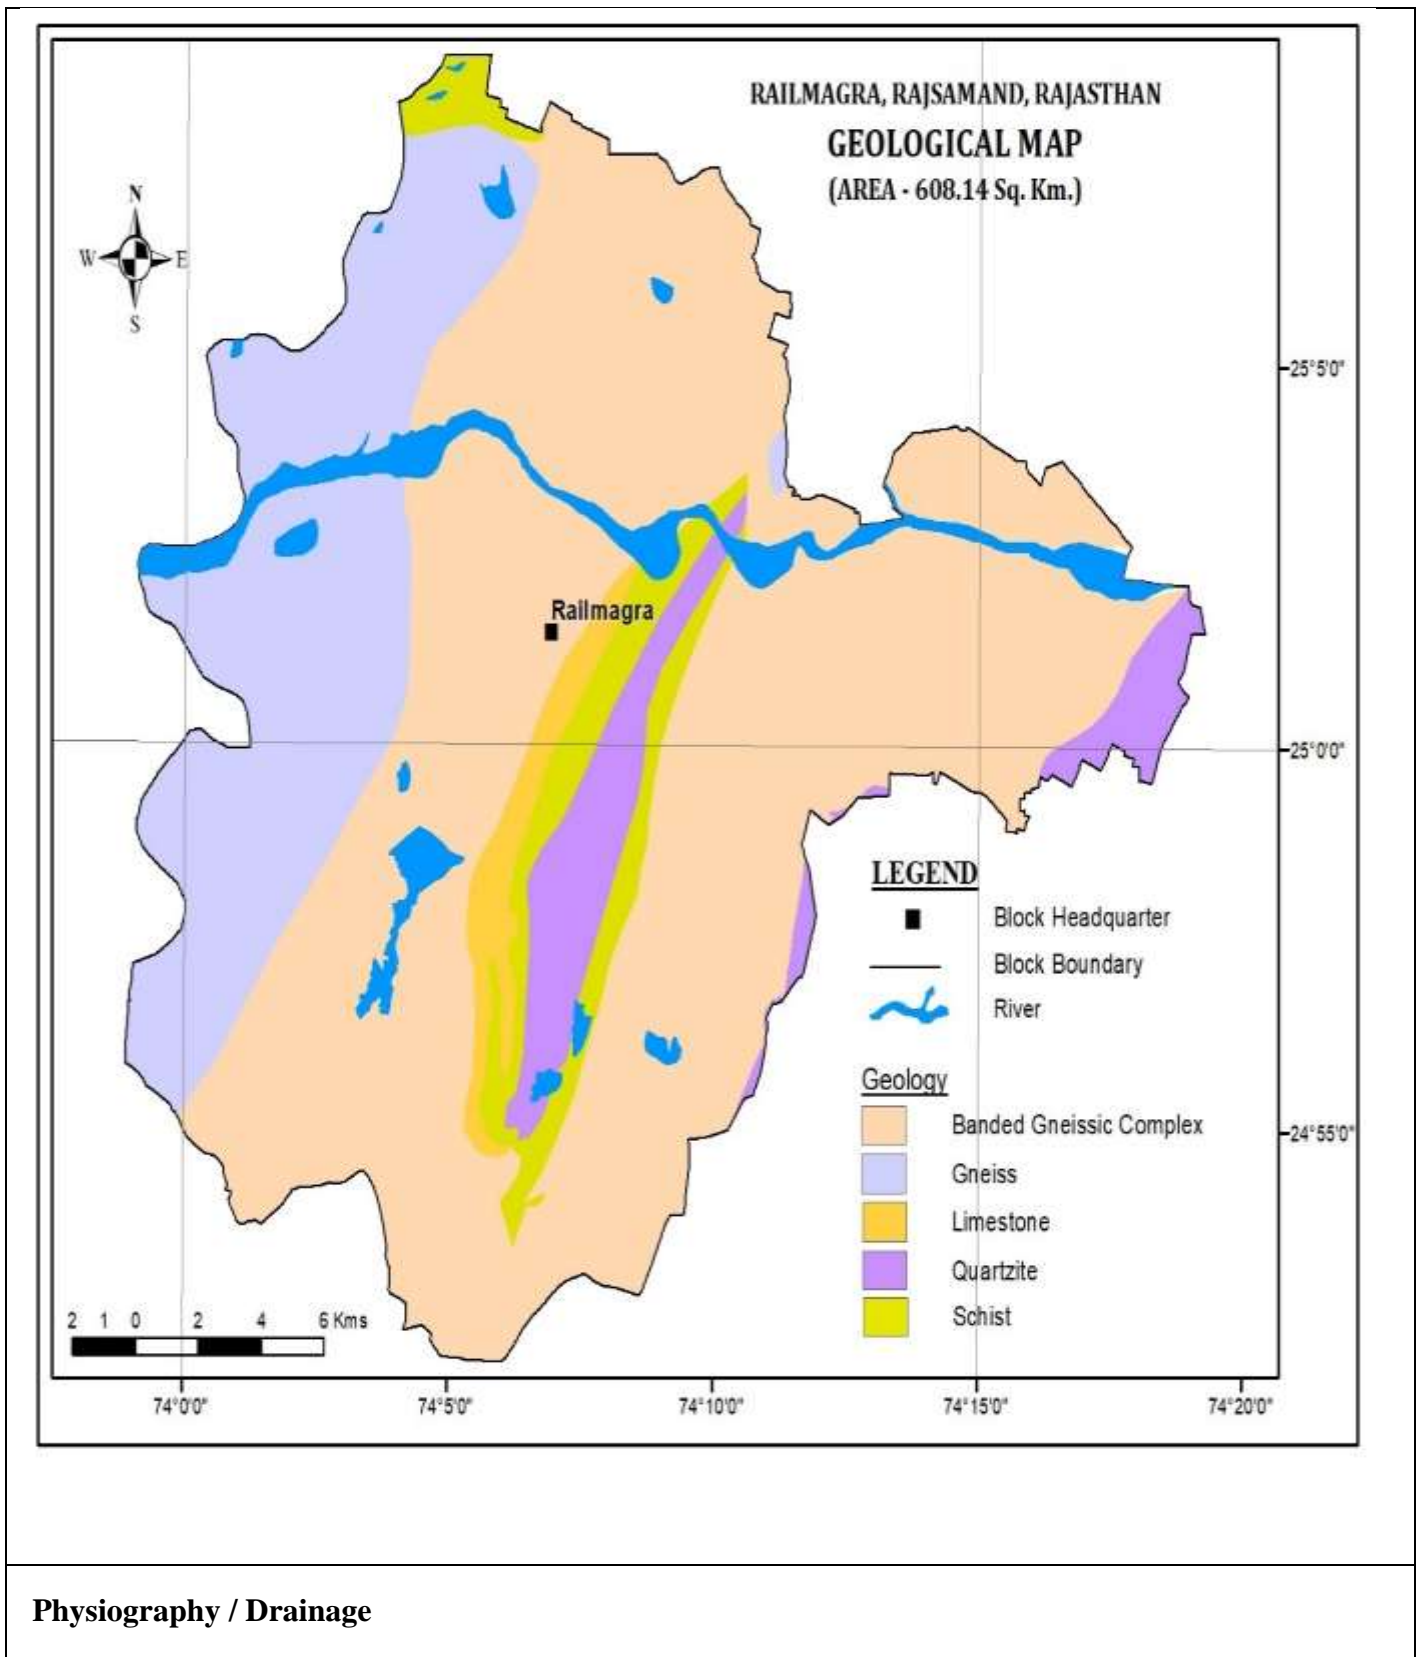 RAILMAGRA, RAJSAMAND, RAJASTHAN
GEOLOGICAL MAP
(AREA - 608.14 Sq. Km.)
N
W E
S
25°5'0"
Railmagra
25°0'0"
LEGEND
Block Headquarter
Block Boundary
River
Geology
Banded Gneissic Complex
24°55'0"
Gneiss
Limestone
Quartzite
Schist
2 1 0 2 4 6 Kms
74°0'0" 74°5'0" 74°10'0" 74°15'0" 74°20'0"
Physiography / Drainage